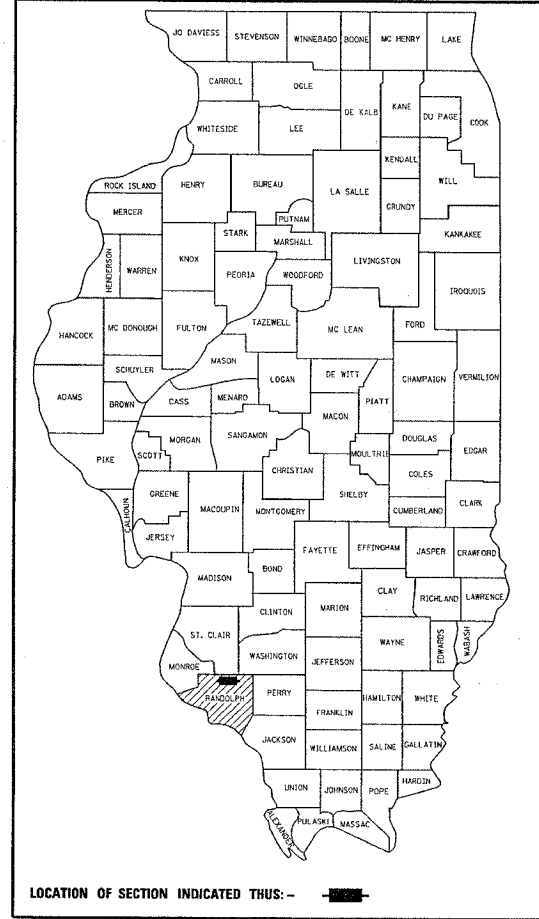 JO DAVIESS STEVENSON WINNEBAGO BOONE MC HENRY LAKE
CARROLL OGLE DE KALB KANE DU PAGE COOK
WHITESIDE LEE KENDALL WILL
ROCK ISLAND HENRY BUREAU LA SALLE GRUNDY
MERCER PUTNAM KANKAKEE
HENDERSON WARREN KNOX STARK MARSHALL LIVINGSTON
PEORIA WOODFORD IROQUOIS
HANCOCK MC DONOUGH FULTON TAZEWELL MC LEAN FORD
SCHUYLER MASON
ADAMS BROWN CASS MENARD LOGAN DE WITT PIATT CHAMPAIGN VERMILION
MACON
PIKE SCOTT MORGAN SANGAMON MOULTRIE DOUGLAS EDGAR
CHRISTIAN COLES
CALHOUN GREENE MACOUPIN MONTGOMERY SHELBY CUMBERLAND CLARK
JERSEY FAYETTE EFFINGHAM JASPER CRAWFORD
MADISON BOND CLAY RICHLAND LAWRENCE
CLINTON MARION
ST. CLAIR WAYNE EDWARDS WABASH
MONROE WASHINGTON JEFFERSON
RANDOLPH PERRY HAMILTON WHITE
FRANKLIN
JACKSON WILLIAMSON SALINE GALLATIN
HARDIN
UNION JOHNSON POPE
ALEXANDER PULASKI MASSAC
LOCATION OF SECTION INDICATED THUS: -